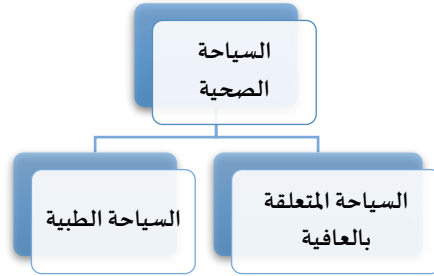 السياحة
الصحية
السياحة المتعلقة
بالعافية
السياحة الطبية